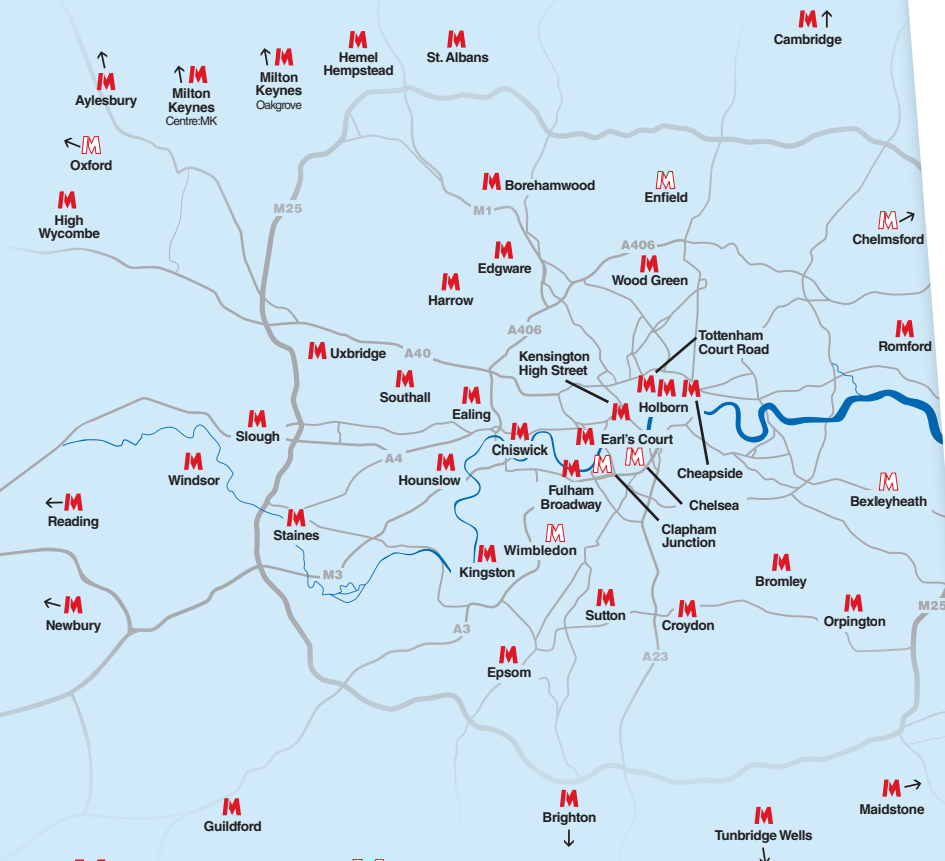 Cambridge
Hemel
Hempstead
St. Albans
Aylesbury
Milton
Keynes
Centre:MK
Milton
Keynes
Oakgrove
Oxford
High
Wycombe
M25
Borehamwood
M1
Enfield
Chelmsford
A406
Edgware
Wood Green
Harrow
Romford
A406
Tottenham
Court Road
Uxbridge
A40
Kensington
High Street
Southall
Ealing
Holborn
Slough
Chiswick
Earl's Court
A4
Windsor
Hounslow
Cheapside
Fulham
Broadway
Chelsea
Bexleyheath
Reading
Staines
Clapham
Junction
Wimbledon
Kingston
M3
Bromley
Newbury
Sutton
Croydon
Orpington
M25
A3
Epsom
A23
Guildford
Brighton
Maidstone
Tunbridge Wells